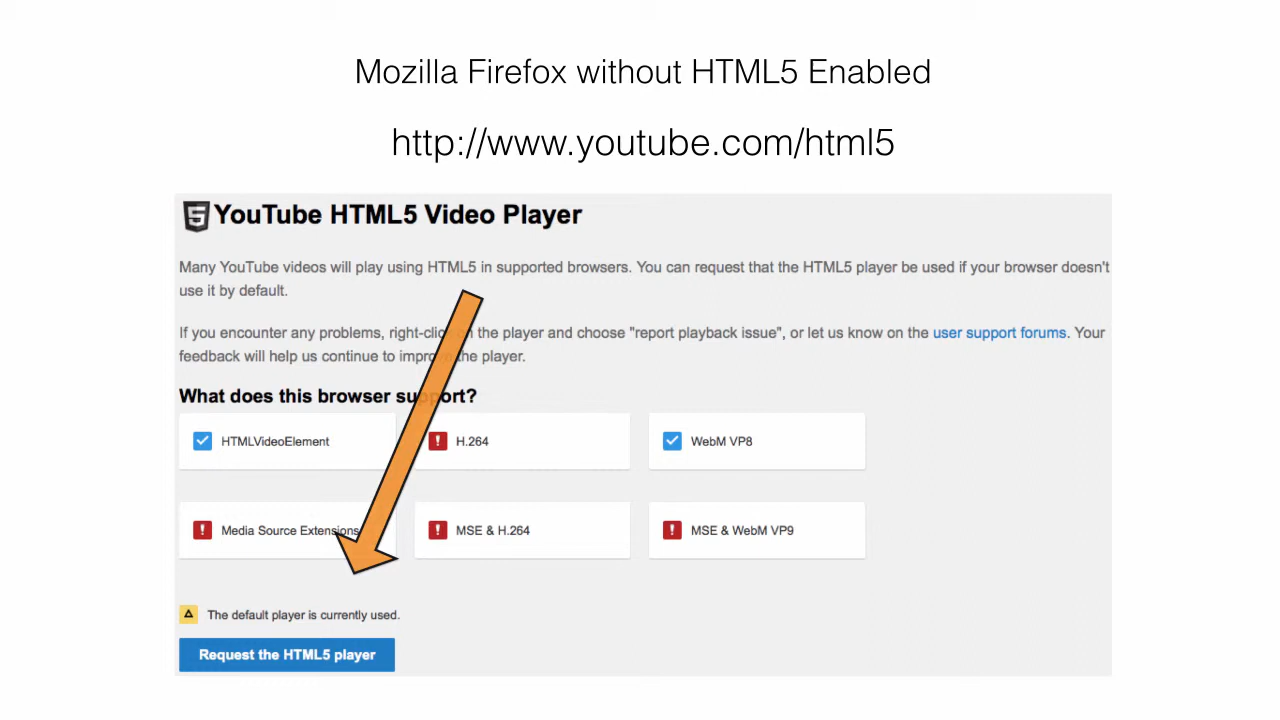 Mozilla Firefox without HTML5 Enabled
http://www.youtube.com/html5
YouTube HTML5 Video Player
Many YouTube videos will play using HTML5 in supported browsers. You can request that the HTML5 player be used if your browser doesn't
use it by default.
If you encounter any problems, right-click on the player and choose "report playback issue", or let us know on the user support forums. Your
feedback will help us continue to improve the player.
What does this browser support?
HTMLVideoElement
H.264
WebM VP8
Media Source Extensions
MSE & H.264
MSE & WebM VP9
The default player is currently used.
Request the HTML5 player